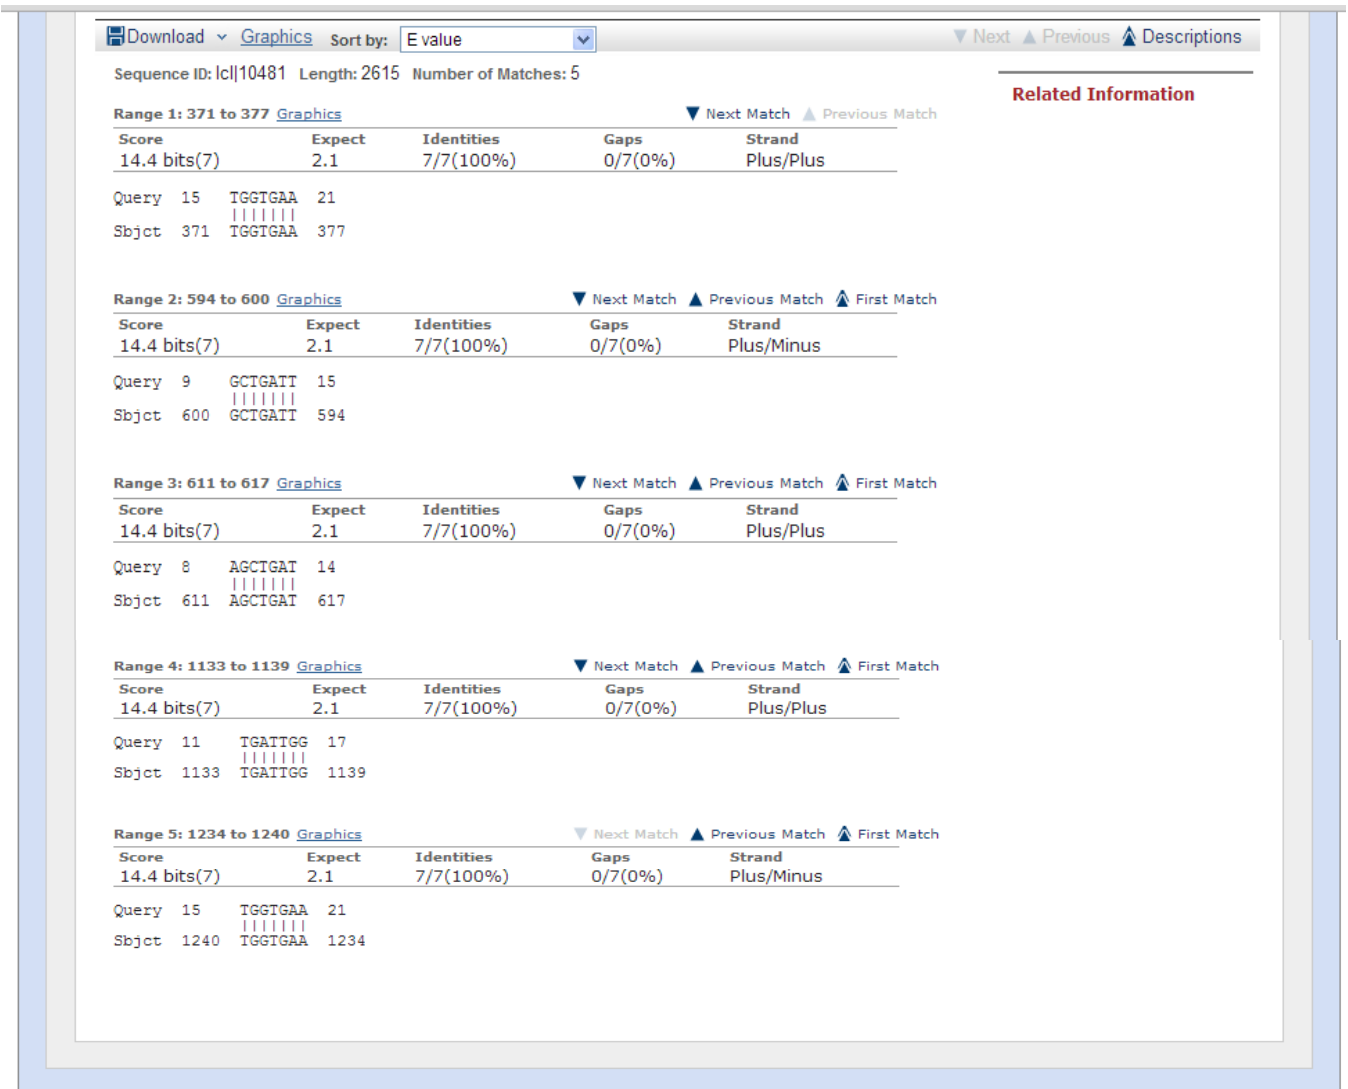 Download Graphics Sort by: E value Next Previous Descriptions
Sequence ID: lcl|10481 Length: 2615 Number of Matches: 5
Related Information
Range 1: 371 to 377 Graphics Next Match Previous Match
Score Expect Identities Gaps Strand
14.4 bits(7) 2.1 7/7(100%) 0/7(0%) Plus/Plus
Query 15 TGGTGAA 21
|||||||
Sbjct 371 TGGTGAA 377
Range 2: 594 to 600 Graphics Next Match Previous Match First Match
Score Expect Identities Gaps Strand
14.4 bits(7) 2.1 7/7(100%) 0/7(0%) Plus/Minus
Query 9 GCTGATT 15
|||||||
Sbjct 600 GCTGATT 594
Range 3: 611 to 617 Graphics Next Match Previous Match First Match
Score Expect Identities Gaps Strand
14.4 bits(7) 2.1 7/7(100%) 0/7(0%) Plus/Plus
Query 8 AGCTGAT 14
|||||||
Sbjct 611 AGCTGAT 617
Range 4: 1133 to 1139 Graphics Next Match Previous Match First Match
Score Expect Identities Gaps Strand
14.4 bits(7) 2.1 7/7(100%) 0/7(0%) Plus/Plus
Query 11 TGATTGG 17
|||||||
Sbjct 1133 TGATTGG 1139
Range 5: 1234 to 1240 Graphics Next Match Previous Match First Match
Score Expect Identities Gaps Strand
14.4 bits(7) 2.1 7/7(100%) 0/7(0%) Plus/Minus
Query 15 TGGTGAA 21
|||||||
Sbjct 1240 TGGTGAA 1234